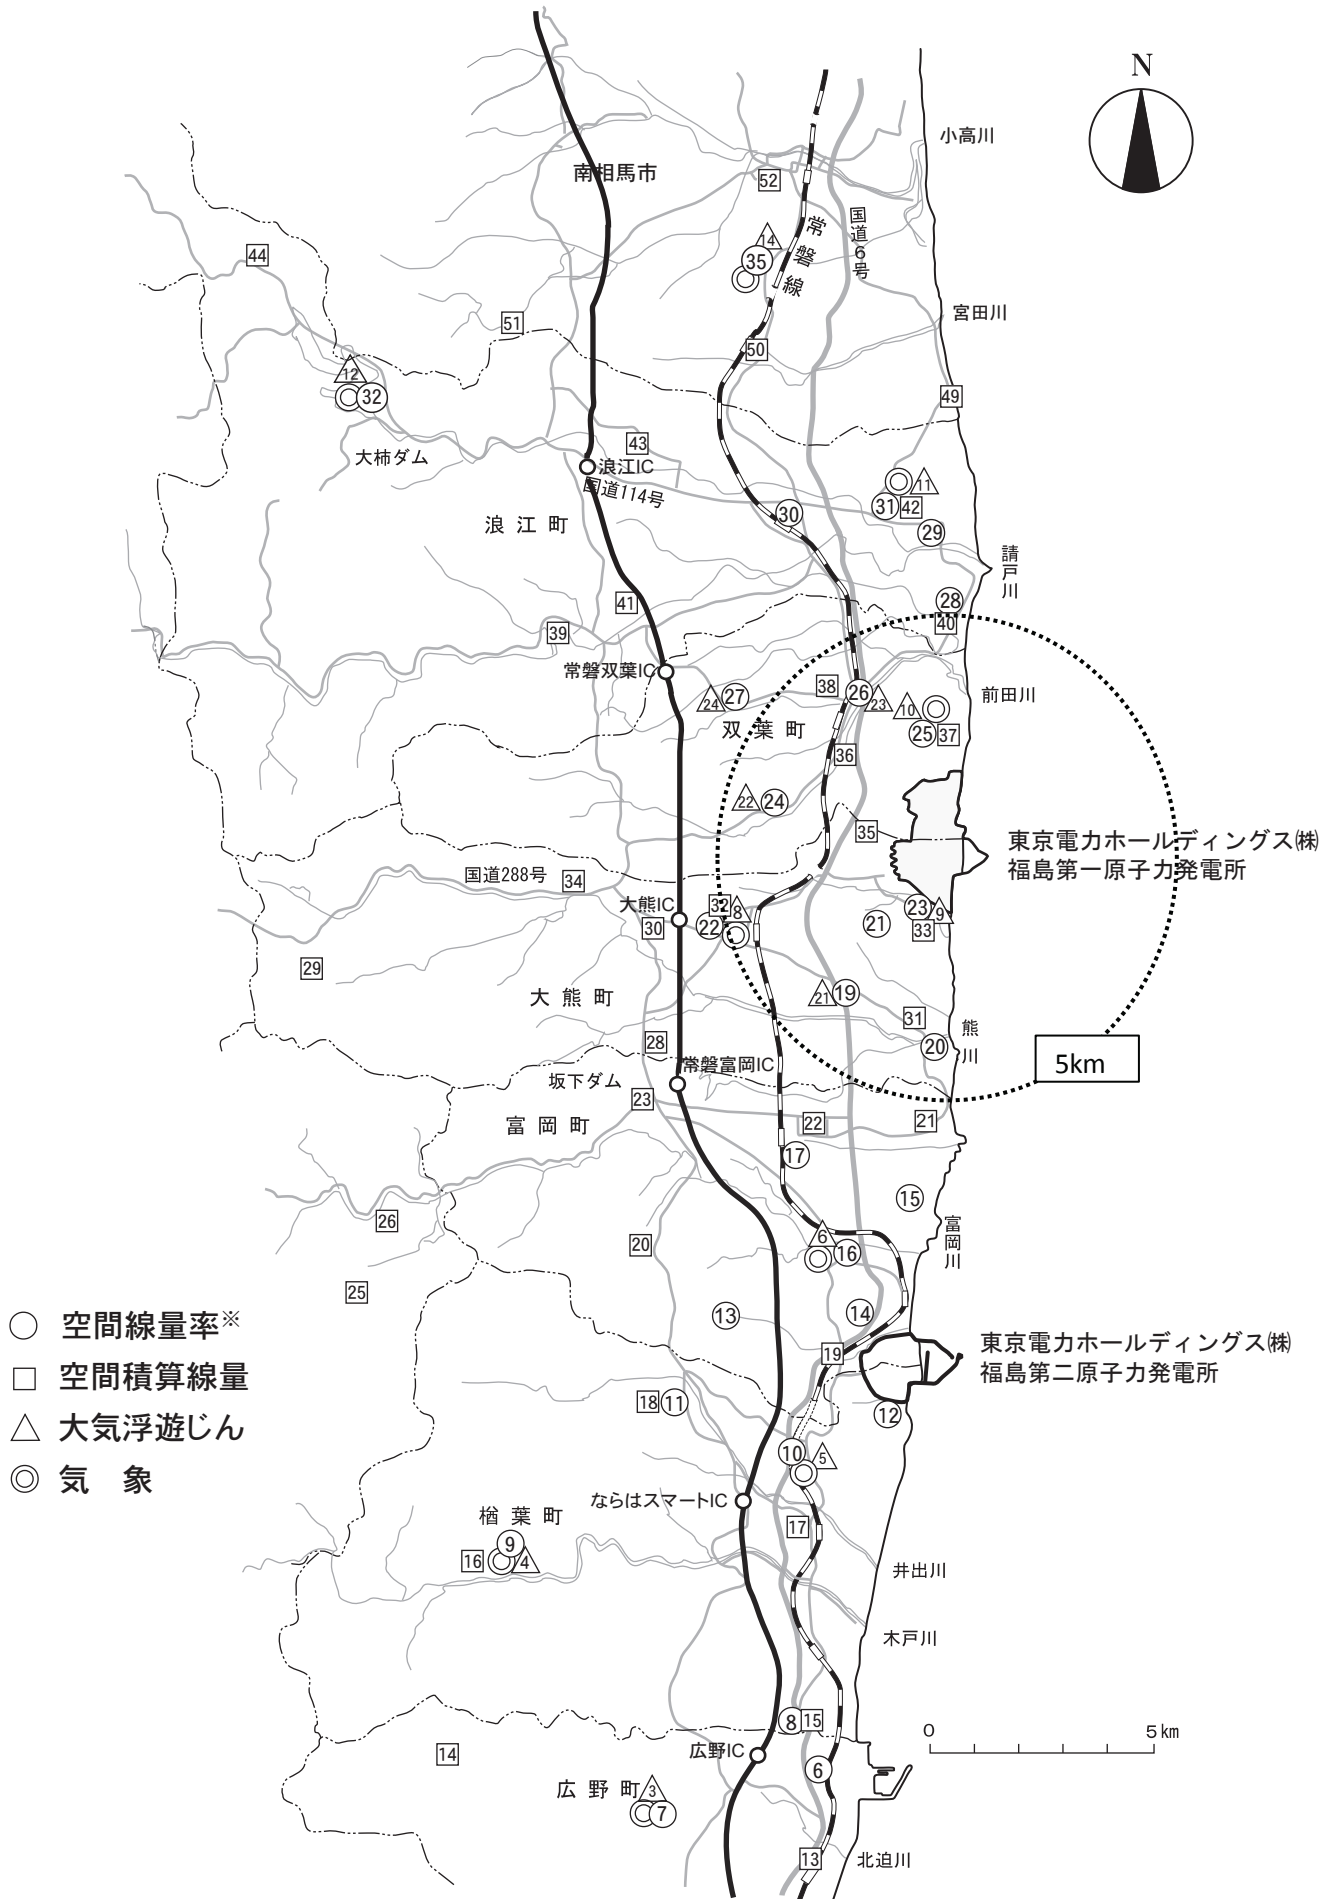 N
小高川
南相馬市
52
常磐線
国道6号
14
35
44
宮田川
51
50
12
32
49
43
大柿ダム
浪江IC
国道114号
11
31
42
30
29
浪江町
請戸川
28
40
41
39
常磐双葉IC
38
26
23
10
前田川
24
27
双葉町
25
37
36
22
24
35
東京電力ホールディングス㈱
福島第一原子力発電所
国道288号
34
大熊IC
32
8
23
9
30
22
21
33
29
大熊町
21
19
31
熊川
20
28
5km
常磐富岡IC
坂下ダム
23
22
21
富岡町
17
15
26
富岡川
20
6
16
25
13
14
○ 空間線量率※
19
東京電力ホールディングス㈱
福島第二原子力発電所
□ 空間積算線量
18
11
12
△ 大気浮遊じん
10
5
◎ 気　象
ならはスマートIC
楢葉町
17
9
16
4
井出川
木戸川
8
15
0
5km
広野IC
14
6
広野町
3
7
13
北迫川